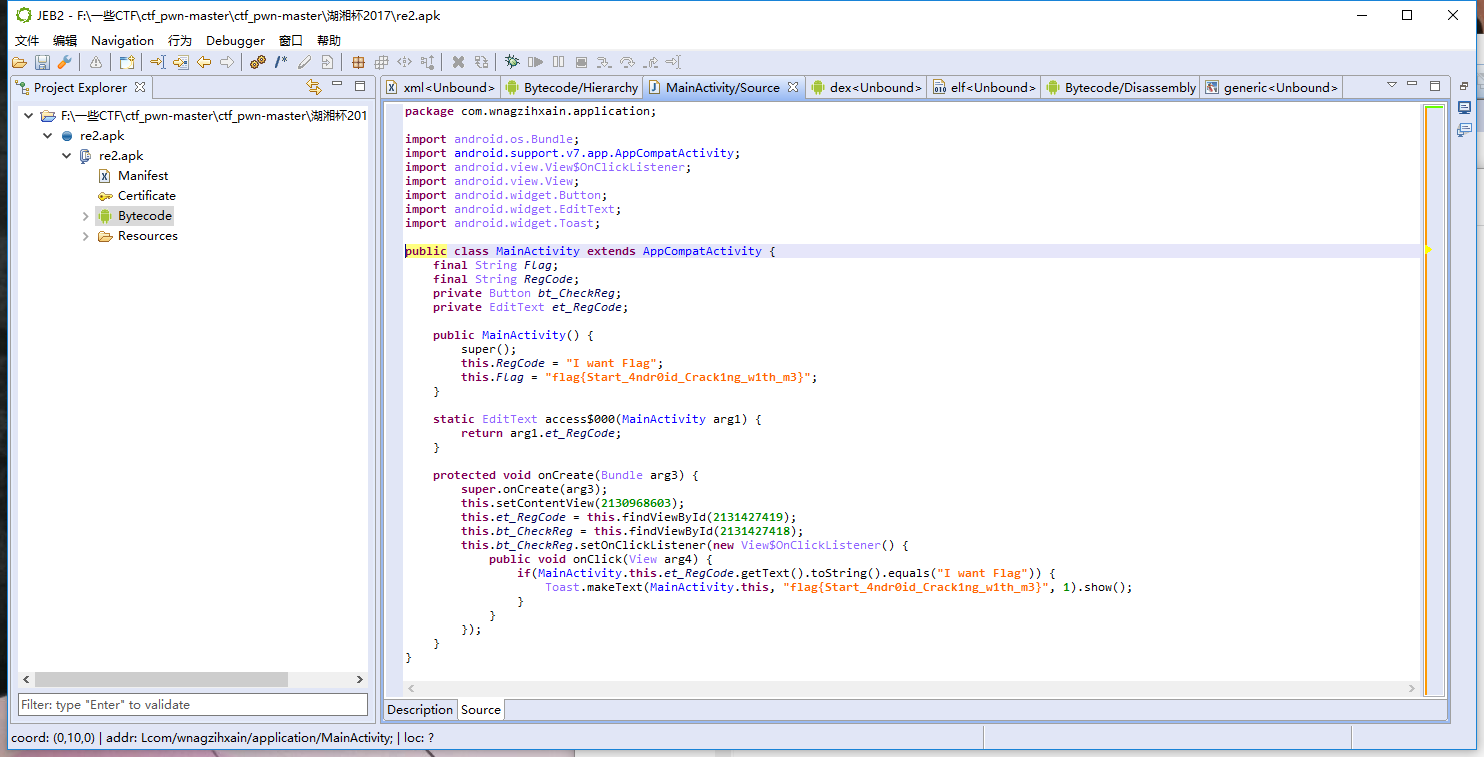 JEB2 - F:\一些CTF\ctf_pwn-master\ctf_pwn-master\湖湘杯2017\re2.apk
文件 编辑 Navigation 行为 Debugger 窗口 帮助
Project Explorer
xml<Unbound> Bytecode/Hierarchy MainActivity/Source dex<Unbound> elf<Unbound> Bytecode/Disassembly generic<Unbound>
F:\一些CTF\ctf_pwn-master\ctf_pwn-master\湖湘杯201
re2.apk
re2.apk
Manifest
Certificate
Bytecode
Resources
package com.wnagzihxain.application;
import android.os.Bundle;
import android.support.v7.app.AppCompatActivity;
import android.view.View$OnClickListener;
import android.view.View;
import android.widget.Button;
import android.widget.EditText;
import android.widget.Toast;
public class MainActivity extends AppCompatActivity {
final String Flag;
final String RegCode;
private Button bt_CheckReg;
private EditText et_RegCode;
public MainActivity() {
super();
this.RegCode = "I want Flag";
this.Flag = "flag{Start_4ndr0id_Crack1ng_w1th_m3}";
}
static EditText access$000(MainActivity arg1) {
return arg1.et_RegCode;
}
protected void onCreate(Bundle arg3) {
super.onCreate(arg3);
this.setContentView(2130968603);
this.et_RegCode = this.findViewById(2131427419);
this.bt_CheckReg = this.findViewById(2131427418);
this.bt_CheckReg.setOnClickListener(new View$OnClickListener() {
public void onClick(View arg4) {
if(MainActivity.this.et_RegCode.getText().toString().equals("I want Flag")) {
Toast.makeText(MainActivity.this, "flag{Start_4ndr0id_Crack1ng_w1th_m3}", 1).show();
}
}
});
}
}
Filter: type "Enter" to validate
Description Source
coord: (0,10,0) | addr: Lcom/wnagzihxain/application/MainActivity; | loc: ?